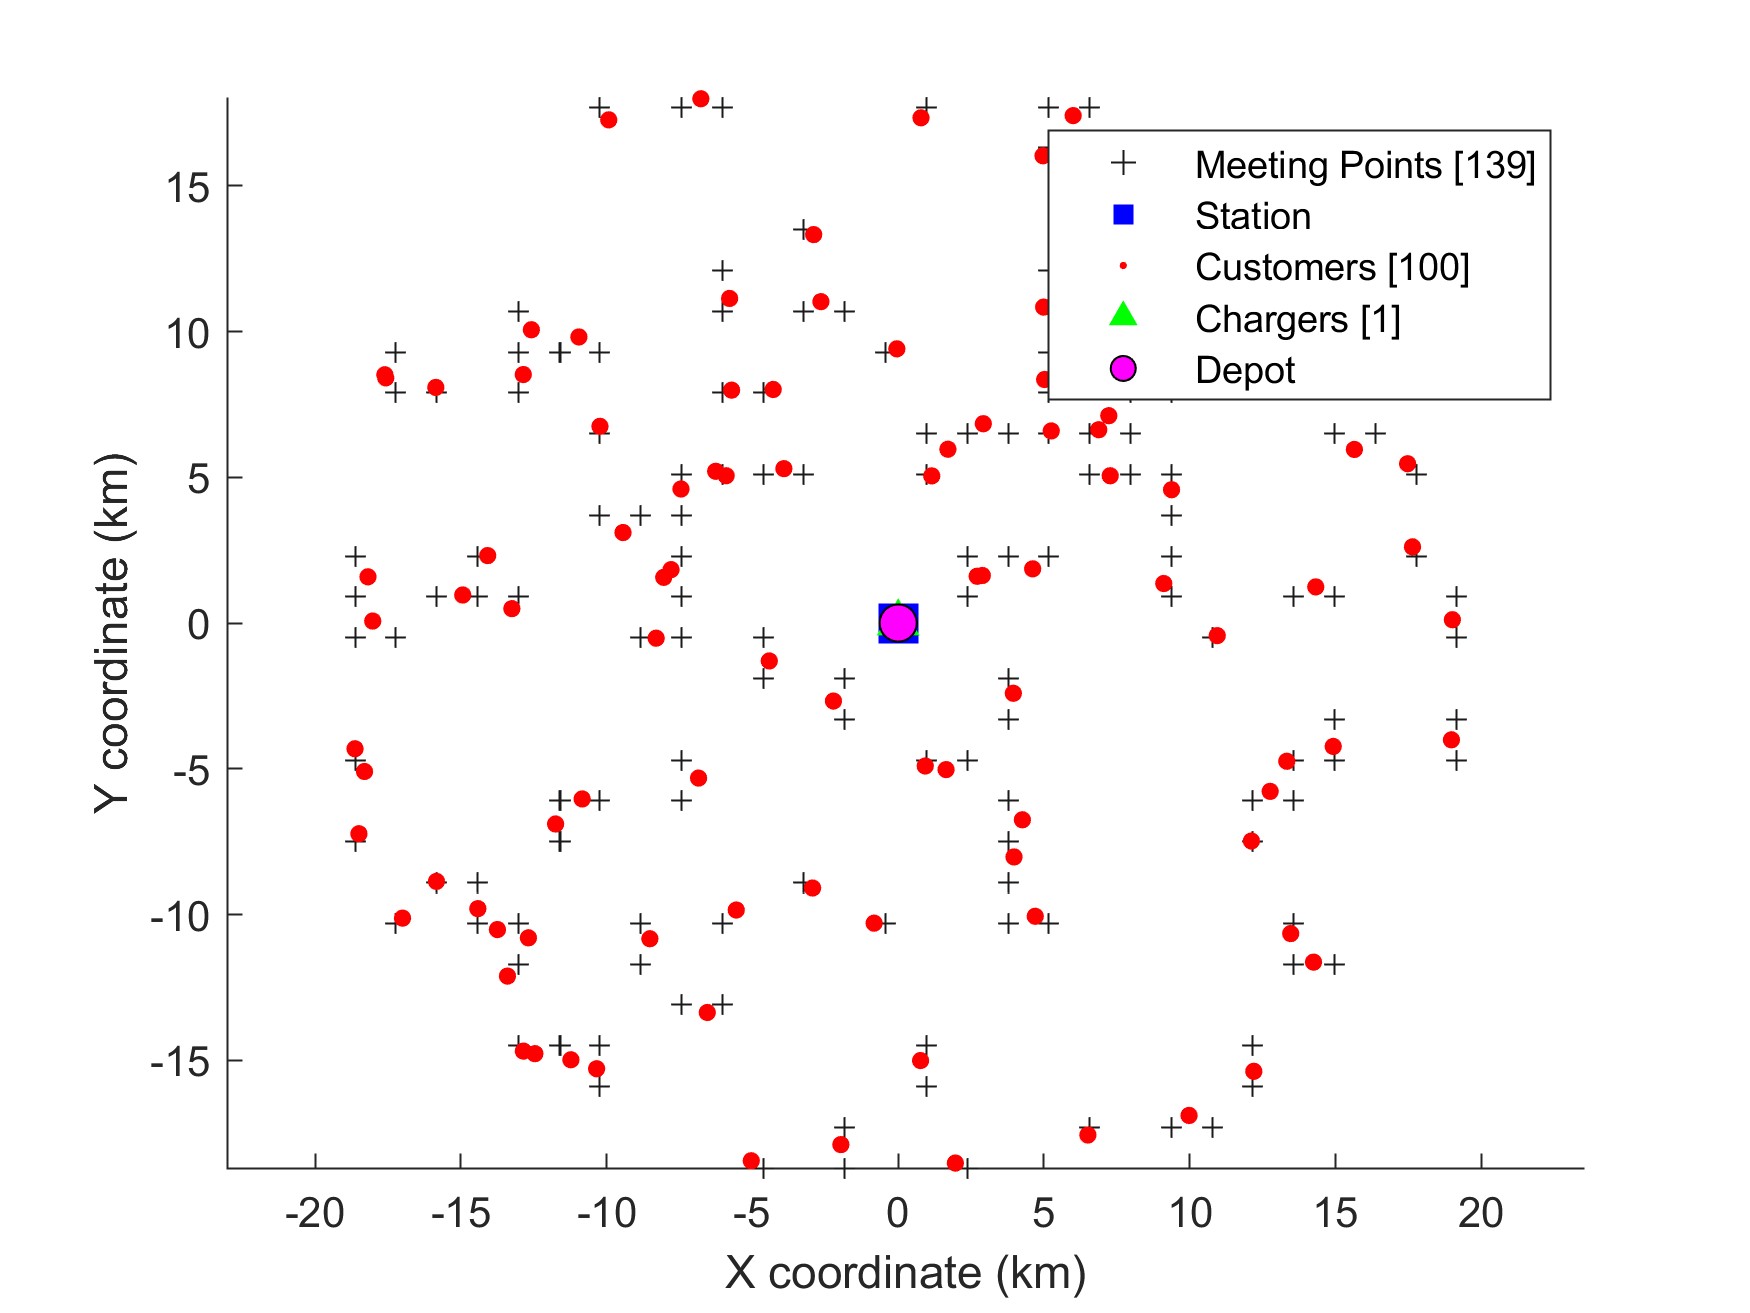 15
10
5
0
-5
-10
-15
Y coordinate (km)
Meeting Points [139]
Station
Customers [100]
Chargers [1]
Depot
-20 -15 -10 -5 0 5 10 15 20
X coordinate (km)